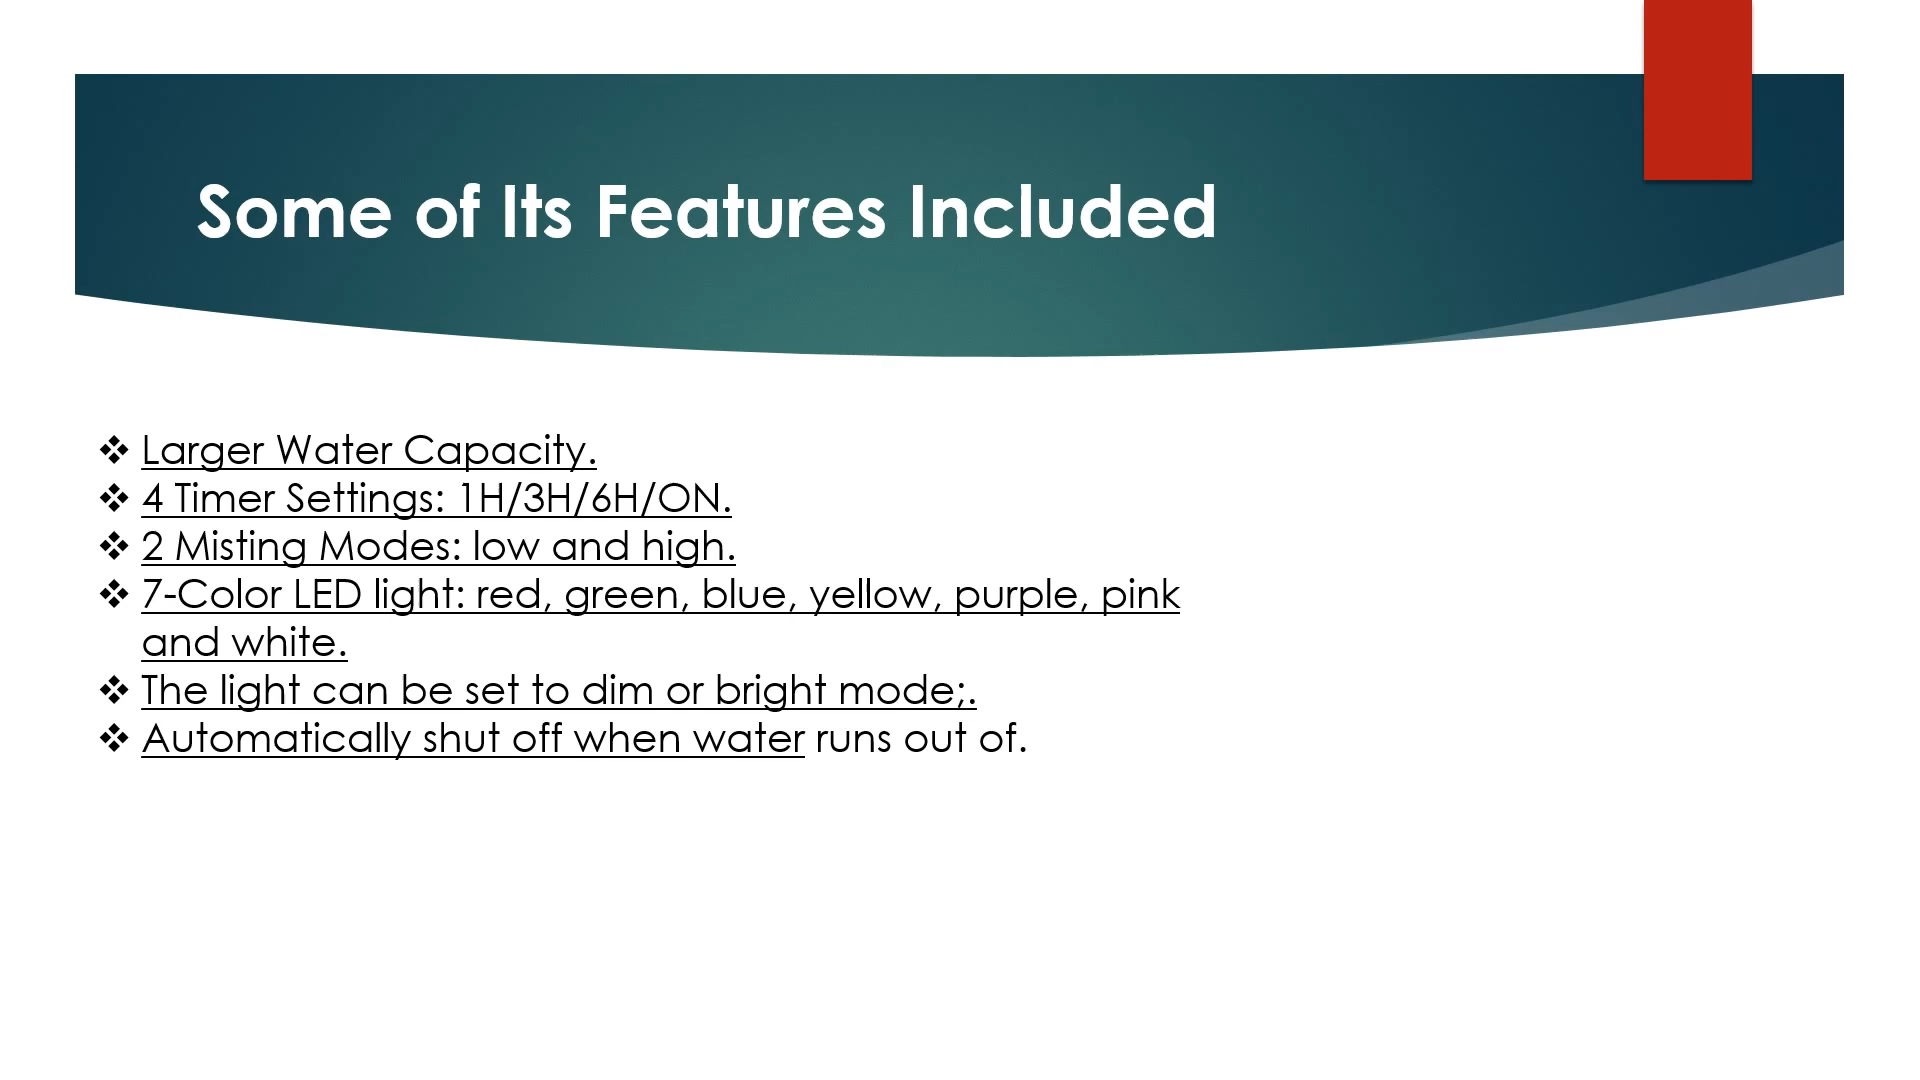 Some of Its Features Included
❖ Larger Water Capacity.
❖ 4 Timer Settings: 1H/3H/6H/ON.
❖ 2 Misting Modes: low and high.
❖ 7-Color LED light: red, green, blue, yellow, purple, pink
and white.
❖ The light can be set to dim or bright mode;.
❖ Automatically shut off when water runs out of.